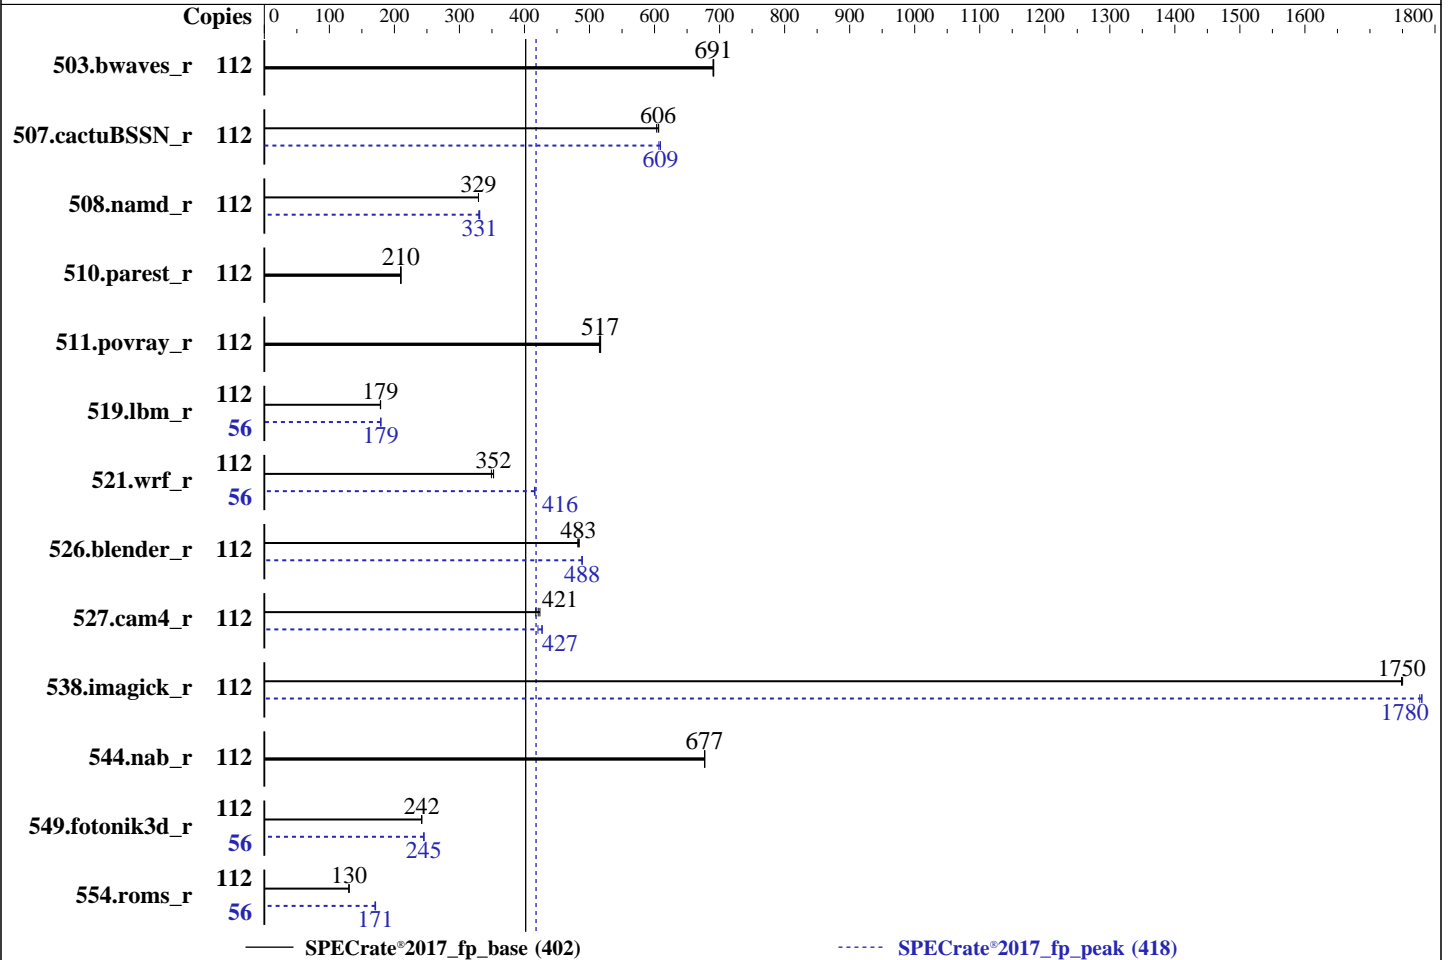 Copies 0 100 200 300 400 500 600 700 800 900 1000 1100 1200 1300 1400 1500 1600 1800
503.bwaves_r 112 691
507.cactuBSSN_r 112 606
609
508.namd_r 112 329
331
510.parest_r 112 210
511.povray_r 112 517
519.lbm_r 112 179
56 179
521.wrf_r 112 352
56 416
526.blender_r 112 483
488
527.cam4_r 112 421
427
538.imagick_r 112 1750
1780
544.nab_r 112 677
549.fotonik3d_r 112 242
56 245
554.roms_r 112 130
56 171
SPECrate®2017_fp_base (402) SPECrate®2017_fp_peak (418)